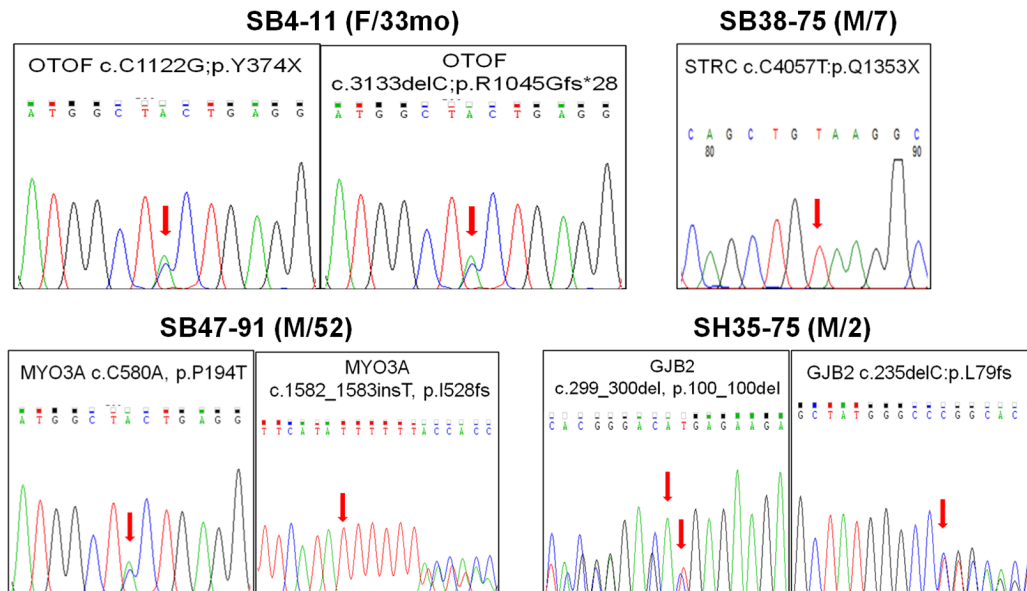 SB4-11 (F/33mo)
SB38-75 (M/7)
OTOF c.C1122G;p.Y374X
A T G G C T A C T G A G G
OTOF
c.3133delC;p.R1045Gfs*28
A T G G C T A C T G A G G
STRC c.C4057T:p.Q1353X
C A G C T G T A A G G C
80 90
SB47-91 (M/52)
SH35-75 (M/2)
MYO3A c.C580A, p.P194T
A T G G C T A C T G A G G
MYO3A
c.1582_1583insT, p.I528fs
T T C A T A T T T T T T A C C A C C
GJB2
c.299_300del, p.100_100del
C A C G G G A C A T G A G A A G A
GJB2 c.235delC:p.L79fs
G C T A T G G G C C C G G C A C